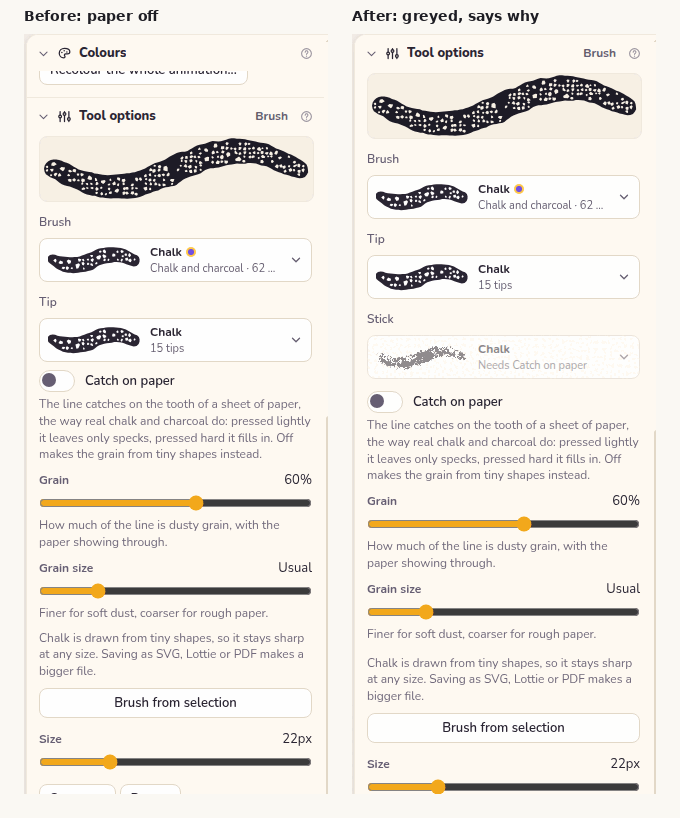 Before: paper off
Colours
Recolour the whole animation...
Tool options
Brush
Brush
Chalk
Chalk and charcoal · 62 ...
Tip
Chalk
15 tips
Catch on paper
The line catches on the tooth of a sheet of paper,
the way real chalk and charcoal do: pressed lightly
it leaves only specks, pressed hard it fills in. Off
makes the grain from tiny shapes instead.
Grain
60%
How much of the line is dusty grain, with the
paper showing through.
Grain size
Usual
Finer for soft dust, coarser for rough paper.
Chalk is drawn from tiny shapes, so it stays sharp
at any size. Saving as SVG, Lottie or PDF makes a
bigger file.
Brush from selection
Size
22px
After: greyed, says why
Tool options
Brush
Brush
Chalk
Chalk and charcoal · 62 ...
Tip
Chalk
15 tips
Stick
Chalk
Needs Catch on paper
Catch on paper
The line catches on the tooth of a sheet of paper,
the way real chalk and charcoal do: pressed lightly
it leaves only specks, pressed hard it fills in. Off
makes the grain from tiny shapes instead.
Grain
60%
How much of the line is dusty grain, with the
paper showing through.
Grain size
Usual
Finer for soft dust, coarser for rough paper.
Chalk is drawn from tiny shapes, so it stays sharp
at any size. Saving as SVG, Lottie or PDF makes a
bigger file.
Brush from selection
Size
22px